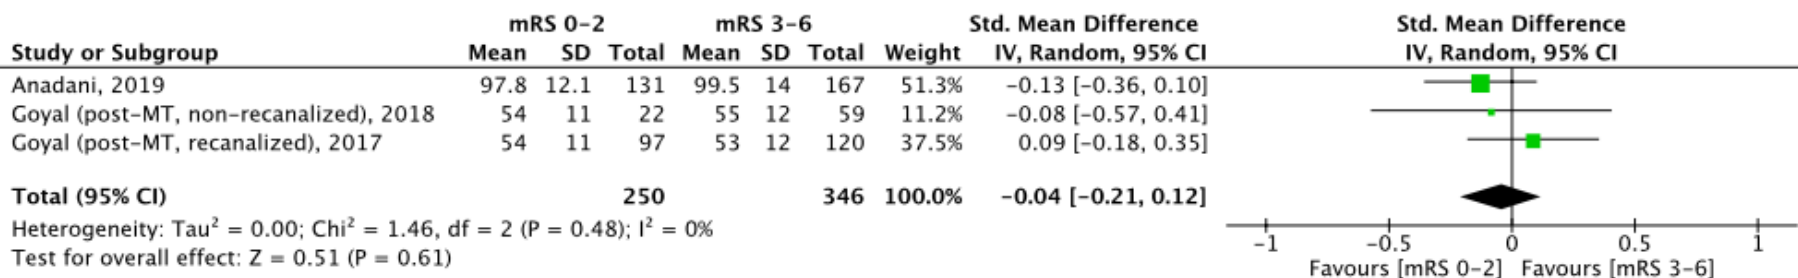 mRS 0-2 mRS 3-6 Std. Mean Difference Std. Mean Difference
Study or Subgroup Mean SD Total Mean SD Total Weight IV, Random, 95% CI IV, Random, 95% CI
Anadani, 2019 97.8 12.1 131 99.5 14 167 51.3% -0.13 [-0.36, 0.10]
Goyal (post-MT, non-recanalized), 2018 54 11 22 55 12 59 11.2% -0.08 [-0.57, 0.41]
Goyal (post-MT, recanalized), 2017 54 11 97 53 12 120 37.5% 0.09 [-0.18, 0.35]
Total (95% CI) 250 346 100.0% -0.04 [-0.21, 0.12]
Heterogeneity: Tau² = 0.00; Chi² = 1.46, df = 2 (P = 0.48); I² = 0%
Test for overall effect: Z = 0.51 (P = 0.61)
-1 -0.5 0 0.5 1
Favours [mRS 0-2] Favours [mRS 3-6]